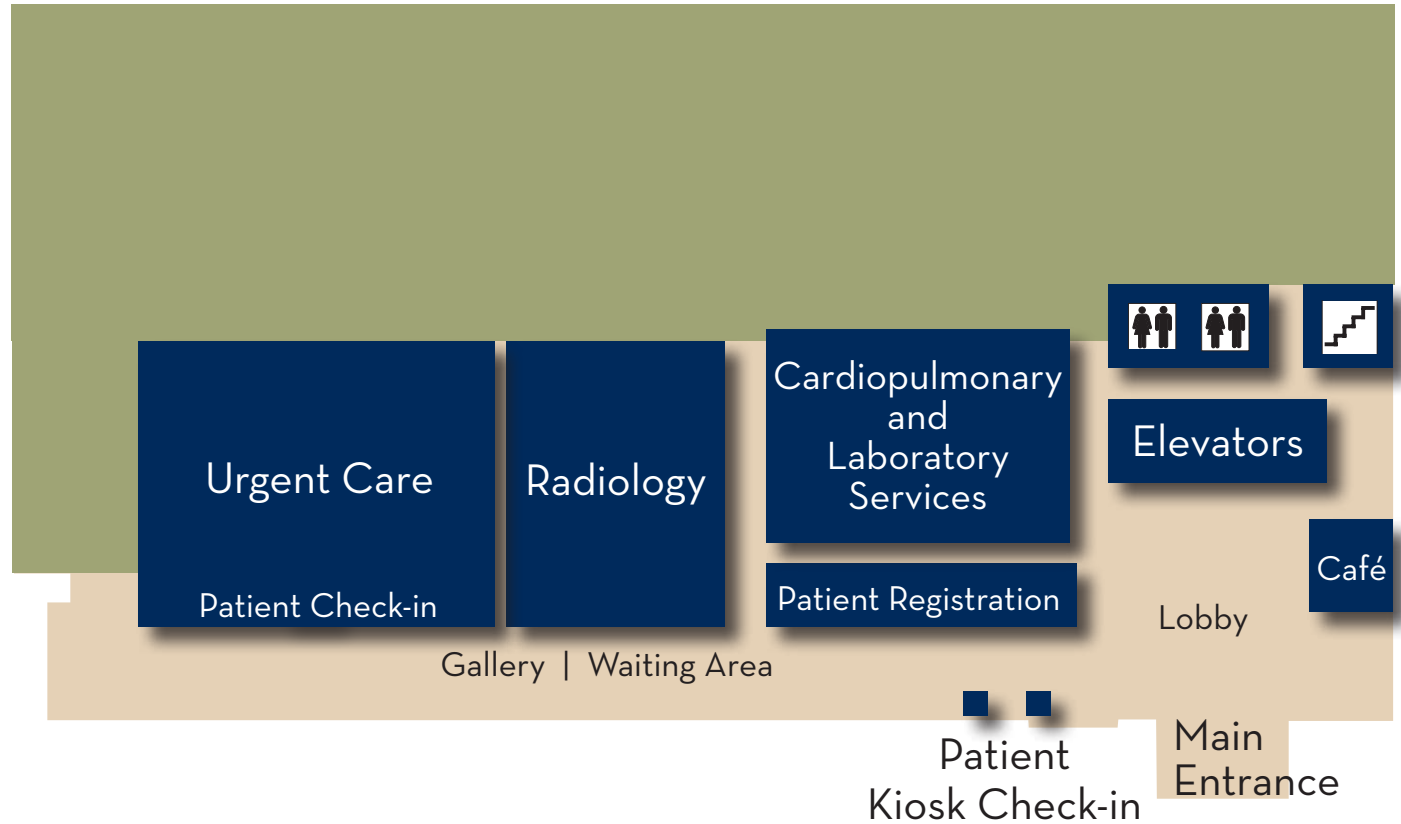 Cardiopulmonary
and
Laboratory
Services
Elevators
Urgent Care
Radiology
Café
Patient Check-in
Patient Registration
Lobby
Gallery | Waiting Area
Patient
Kiosk Check-in
Main
Entrance